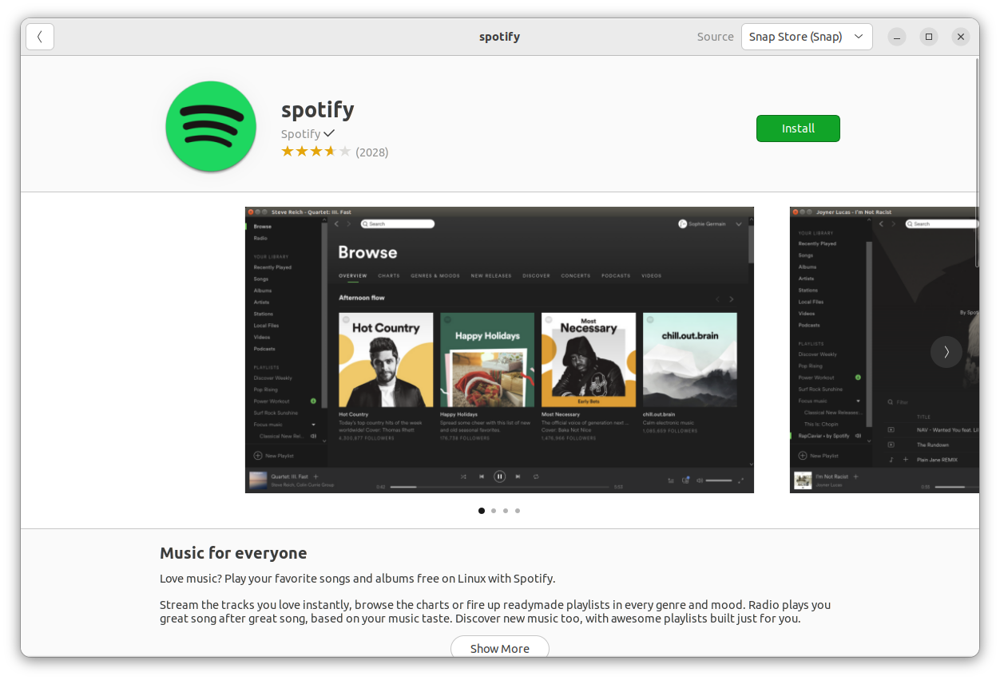 spotify
Source
Snap Store (Snap)
spotify
Spotify
(2028)
Install
Steve Reich - Quartet: III. Fast
Browse
Radio
YOUR LIBRARY
Recently Played
Songs
Albums
Artists
Stations
Local Files
Videos
Podcasts
PLAYLISTS
Discover Weekly
Pop Rising
Power Workout
Surf Rock Sunshine
Focus music
Classical New Rel...
New Playlist
Search
Sophie Germain
Browse
OVERVIEW CHARTS GENRES & MOODS NEW RELEASES DISCOVER CONCERTS PODCASTS VIDEOS
Afternoon flow
Hot Country
Happy Holidays
Most
Necessary
Early Bets
chill.out.brain
Hot Country
Today's top country hits of the week
worldwide! Cover: Thomas Rhett
4,300,877 FOLLOWERS
Happy Holidays
Spread some cheer with this list of new
and old seasonal favorites.
176,738 FOLLOWERS
Most Necessary
The official voice of generation next...
Cover: Bake Not Nice
1,476,966 FOLLOWERS
chill.out.brain
Calm electronic music
FOLLOWERS
Quartet: III. Fast
Steve Reich, Colin Currie Group
0:42
Joyner Lucas - I'm Not Racist
YOUR LIBRARY
Recently Played
Songs
Albums
Artists
Stations
Local Files
Videos
Podcasts
PLAYLISTS
Discover Weekly
Pop Rising
Power Workout
Surf Rock Sunshine
Focus music
Classical New Releases...
This is: Chopin
RapCaviar • by Spotify
New Playlist
Search
By Spot
Filter
TITLE
NAV - Wanted You feat. Lil
The Rundown
Plain Jane REMIX
I'm Not Racist
Joyner Lucas
Music for everyone
Love music? Play your favorite songs and albums free on Linux with Spotify.
Stream the tracks you love instantly, browse the charts or fire up readymade playlists in every genre and mood. Radio plays you
great song after great song, based on your music taste. Discover new music too, with awesome playlists built just for you.
Show More